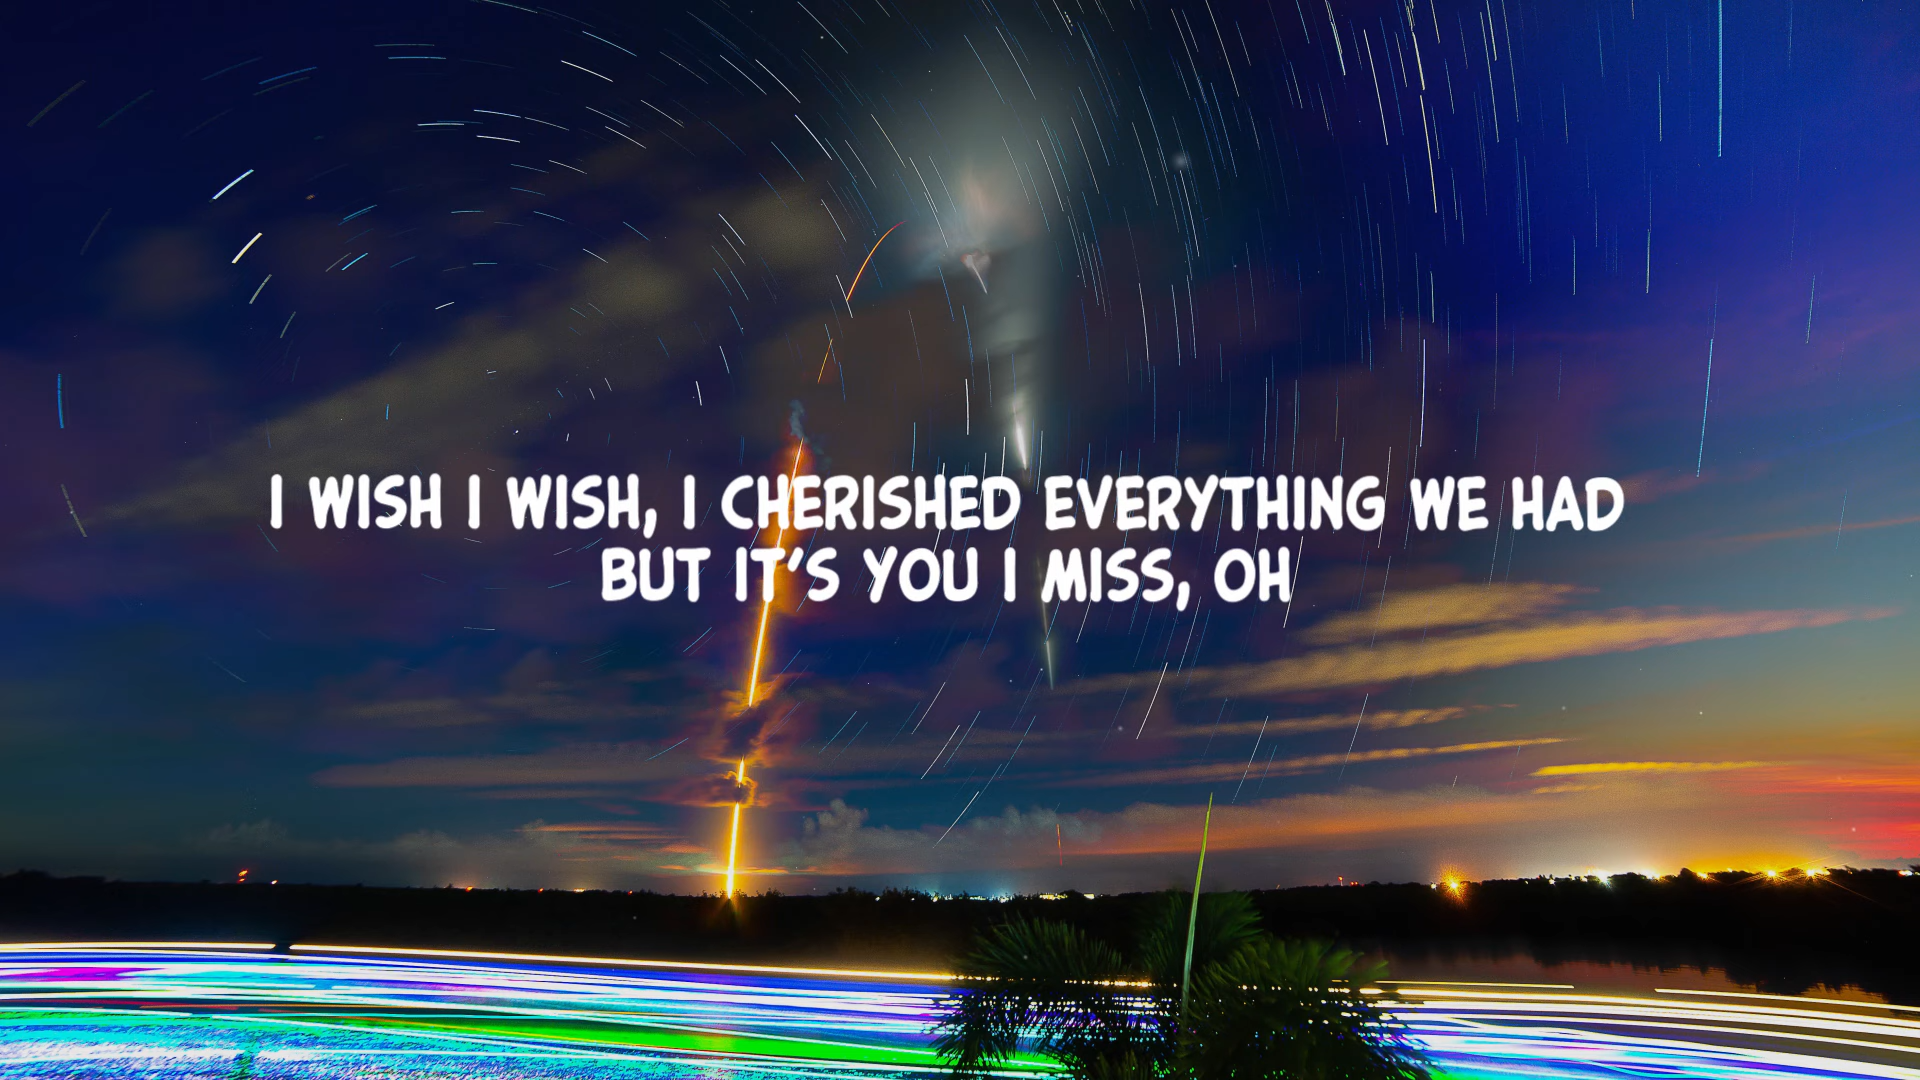 I WISH I WISH, I CHERISHED EVERYTHING WE HAD
BUT IT'S YOU I MISS, OH